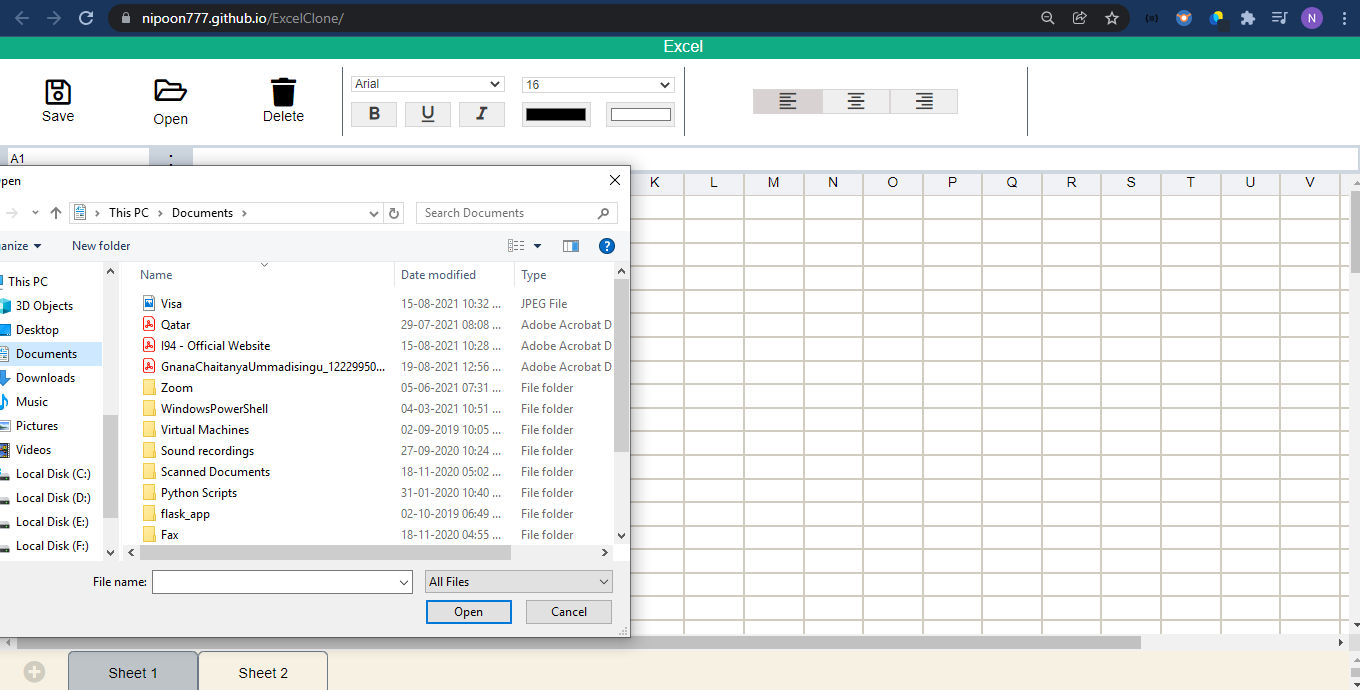 nipoon777.github.io/ExcelClone/
N
Excel
Save
Open
Delete
Arial
16
B U I
A1 :
K L M N O P Q R S T U V
pen
This PC > Documents >
Search Documents
anize
New folder
?
Name
Date modified
Type
This PC
3D Objects
Desktop
Documents
Downloads
Music
Pictures
Videos
Local Disk (C:)
Local Disk (D:)
Local Disk (E:)
Local Disk (F:)
Visa 15-08-2021 10:32 ... JPEG File
Qatar 29-07-2021 08:08 ... Adobe Acrobat D
I94 - Official Website 15-08-2021 10:28 ... Adobe Acrobat D
GnanaChaitanyaUmmadisingu_12229950... 19-08-2021 12:56 ... Adobe Acrobat D
Zoom 05-06-2021 07:31 ... File folder
WindowsPowerShell 04-03-2021 10:51 ... File folder
Virtual Machines 02-09-2019 10:05 ... File folder
Sound recordings 27-09-2020 10:24 ... File folder
Scanned Documents 18-11-2020 05:02 ... File folder
Python Scripts 31-01-2020 10:40 ... File folder
flask_app 02-10-2019 06:49 ... File folder
Fax 18-11-2020 04:55 ... File folder
File name:
All Files
Open
Cancel
Sheet 1
Sheet 2